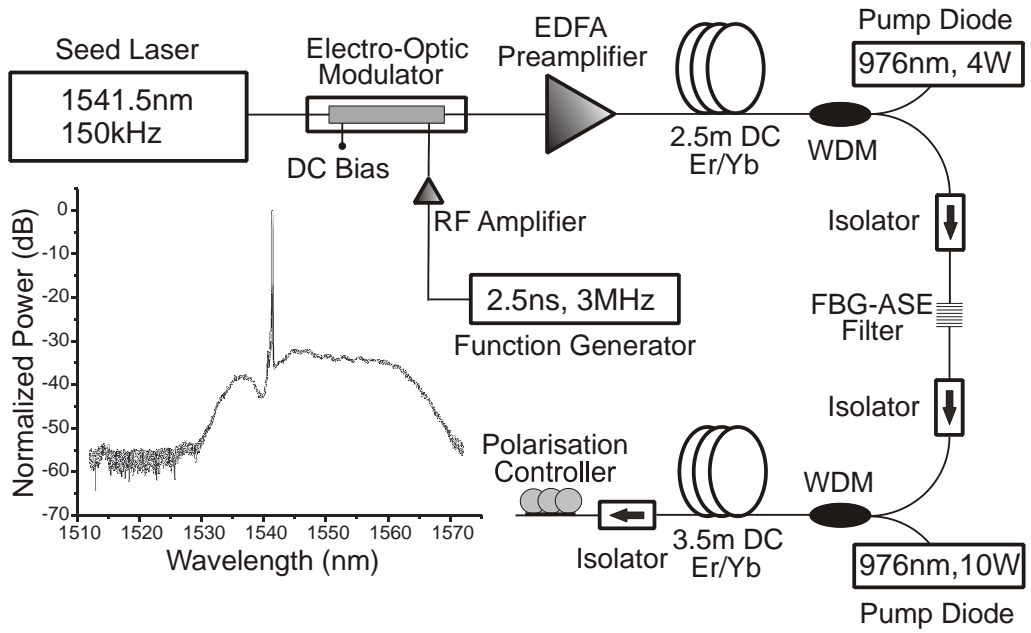 Seed Laser
1541.5nm
150kHz
Electro-Optic
Modulator
DC Bias
RF Amplifier
2.5ns, 3MHz
Function Generator
EDFA
Preamplifier
2.5m DC
Er/Yb
WDM
Pump Diode
976nm, 4W
Isolator
FBG-ASE
Filter
Isolator
WDM
976nm,10W
Pump Diode
3.5m DC
Er/Yb
Isolator
Polarisation
Controller
Normalized Power (dB)
0
-10
-20
-30
-40
-50
-60
-70
1510 1520 1530 1540 1550 1560 1570
Wavelength (nm)